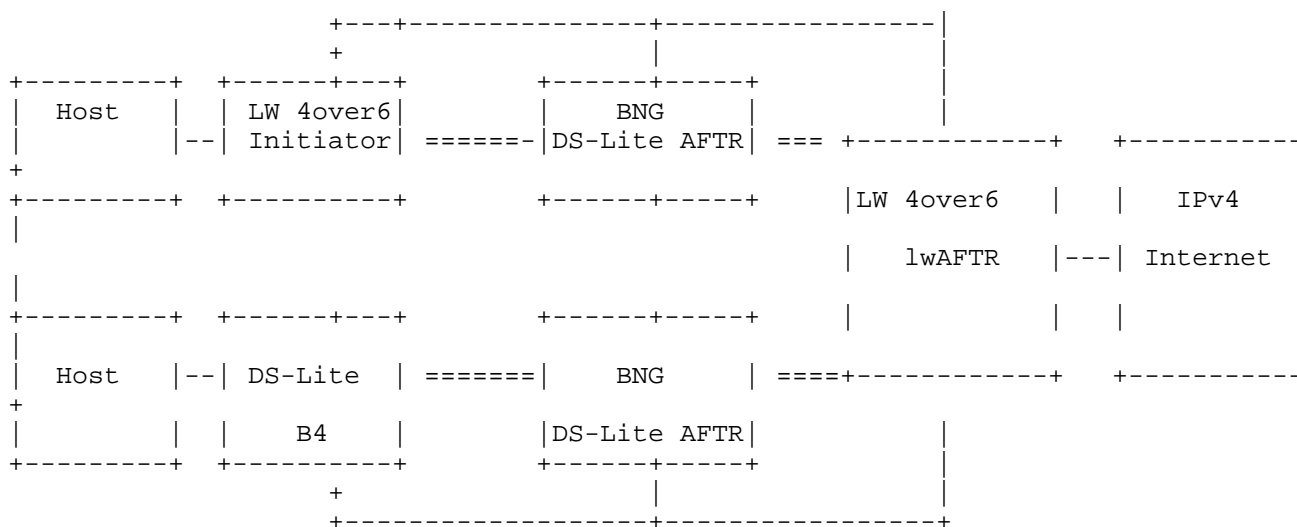 Host LW 4over6 BNG
Initiator DS-Lite AFTR
LW 4over6 IPv4
lwAFTR Internet
Host DS-Lite BNG
B4 DS-Lite AFTR